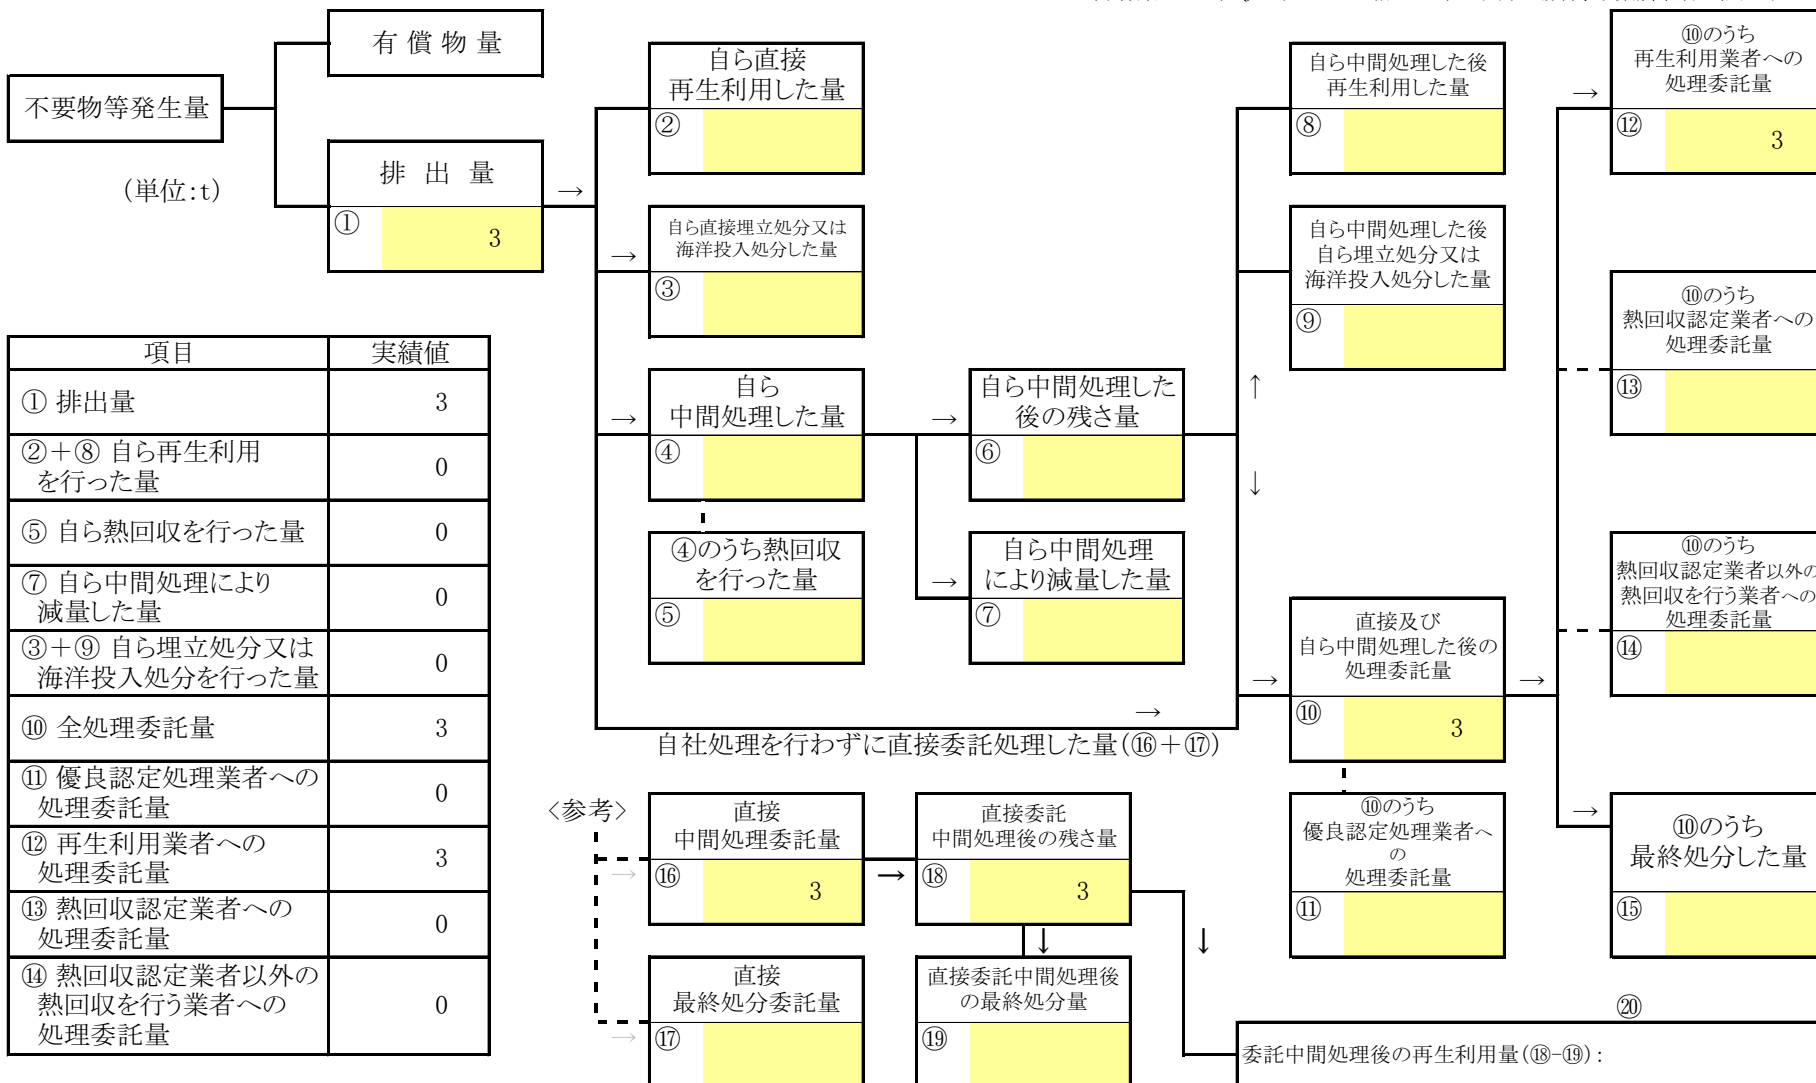 有償物量
不要物等発生量
(単位:t)
排出量
→
①
3
自ら直接
再生利用した量
②
→
自ら直接埋立処分又は
海洋投入処分した量
③
→
自ら
中間処理した量
④
④のうち熱回収
を行った量
⑤
→
自ら中間処理した
後の残さ量
⑥
→
自ら中間処理
により減量した量
⑦
自ら中間処理した後
再生利用した量
⑧
自ら中間処理した後
自ら埋立処分又は
海洋投入処分した量
⑨
↑
↓
→
直接及び
自ら中間処理した後の
処理委託量
⑩
3
→
⑩のうち
優良認定処理業者へ
の
処理委託量
⑪
→
⑩のうち
再生利用業者への
処理委託量
⑫
3
⑩のうち
熱回収認定業者への
処理委託量
⑬
⑩のうち
熱回収認定業者以外の
熱回収を行う業者への
処理委託量
⑭
→
⑩のうち
最終処分した量
⑮
→
自社処理を行わずに直接委託処理した量(⑯+⑰)
〈参考〉
→
直接
中間処理委託量
⑯
3
→
直接委託
中間処理後の残さ量
⑱
3
→
直接
最終処分委託量
⑰
↓
直接委託中間処理後
の最終処分量
⑲
↓
⑳
委託中間処理後の再生利用量(⑱-⑲):
項目 実績値
① 排出量 3
②+⑧ 自ら再生利用
を行った量 0
⑤ 自ら熱回収を行った量 0
⑦ 自ら中間処理により
減量した量 0
③+⑨ 自ら埋立処分又は
海洋投入処分を行った量 0
⑩ 全処理委託量 3
⑪ 優良認定処理業者への
処理委託量 0
⑫ 再生利用業者への
処理委託量 3
⑬ 熱回収認定業者への
処理委託量 0
⑭ 熱回収認定業者以外の
熱回収を行う業者への
処理委託量 0